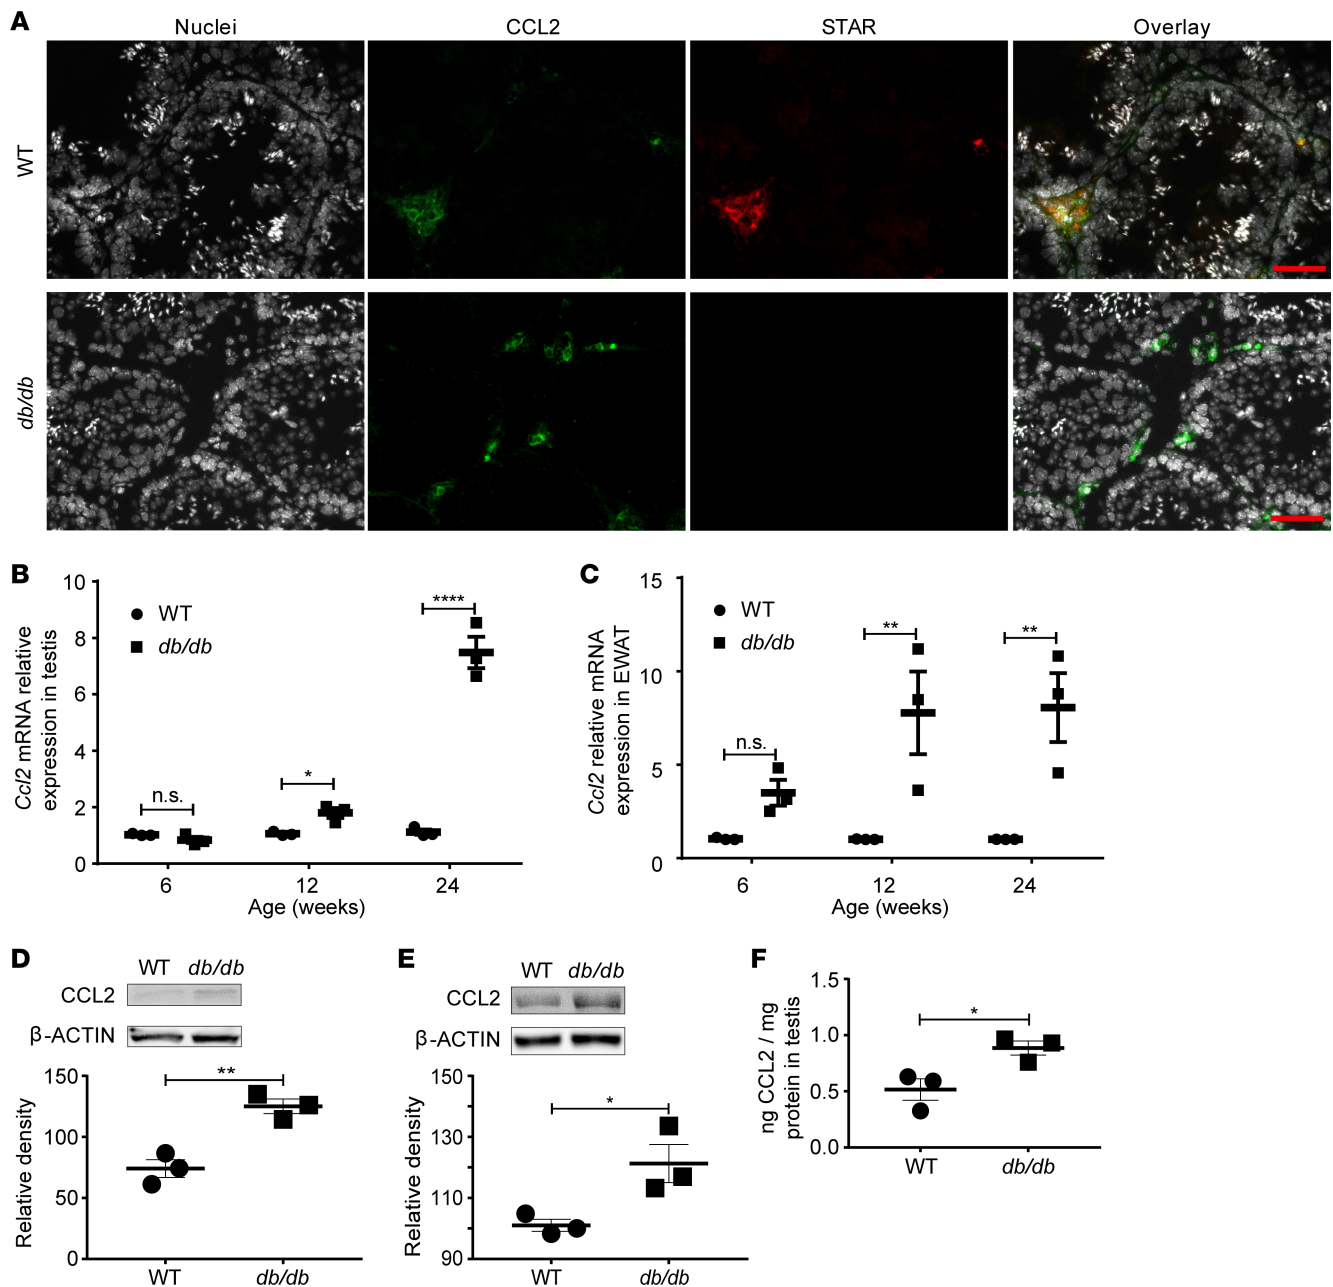 A
Nuclei CCL2 STAR Overlay
WT
db/db
B
Ccl2 mRNA relative
expression in testis
10
8
6
4
2
0
WT
db/db
n.s.
*
****
6 12 24
Age (weeks)
C
Ccl2 relative mRNA
expression in EWAT
15
10
5
0
WT
db/db
n.s.
**
**
6 12 24
Age (weeks)
D
WT db/db
CCL2
β-ACTIN
Relative density
150
100
50
0
**
WT db/db
E
WT db/db
CCL2
β-ACTIN
Relative density
150
130
110
90
*
WT db/db
F
ng CCL2 / mg
protein in testis
1.5
1.0
0.5
0.0
*
WT db/db